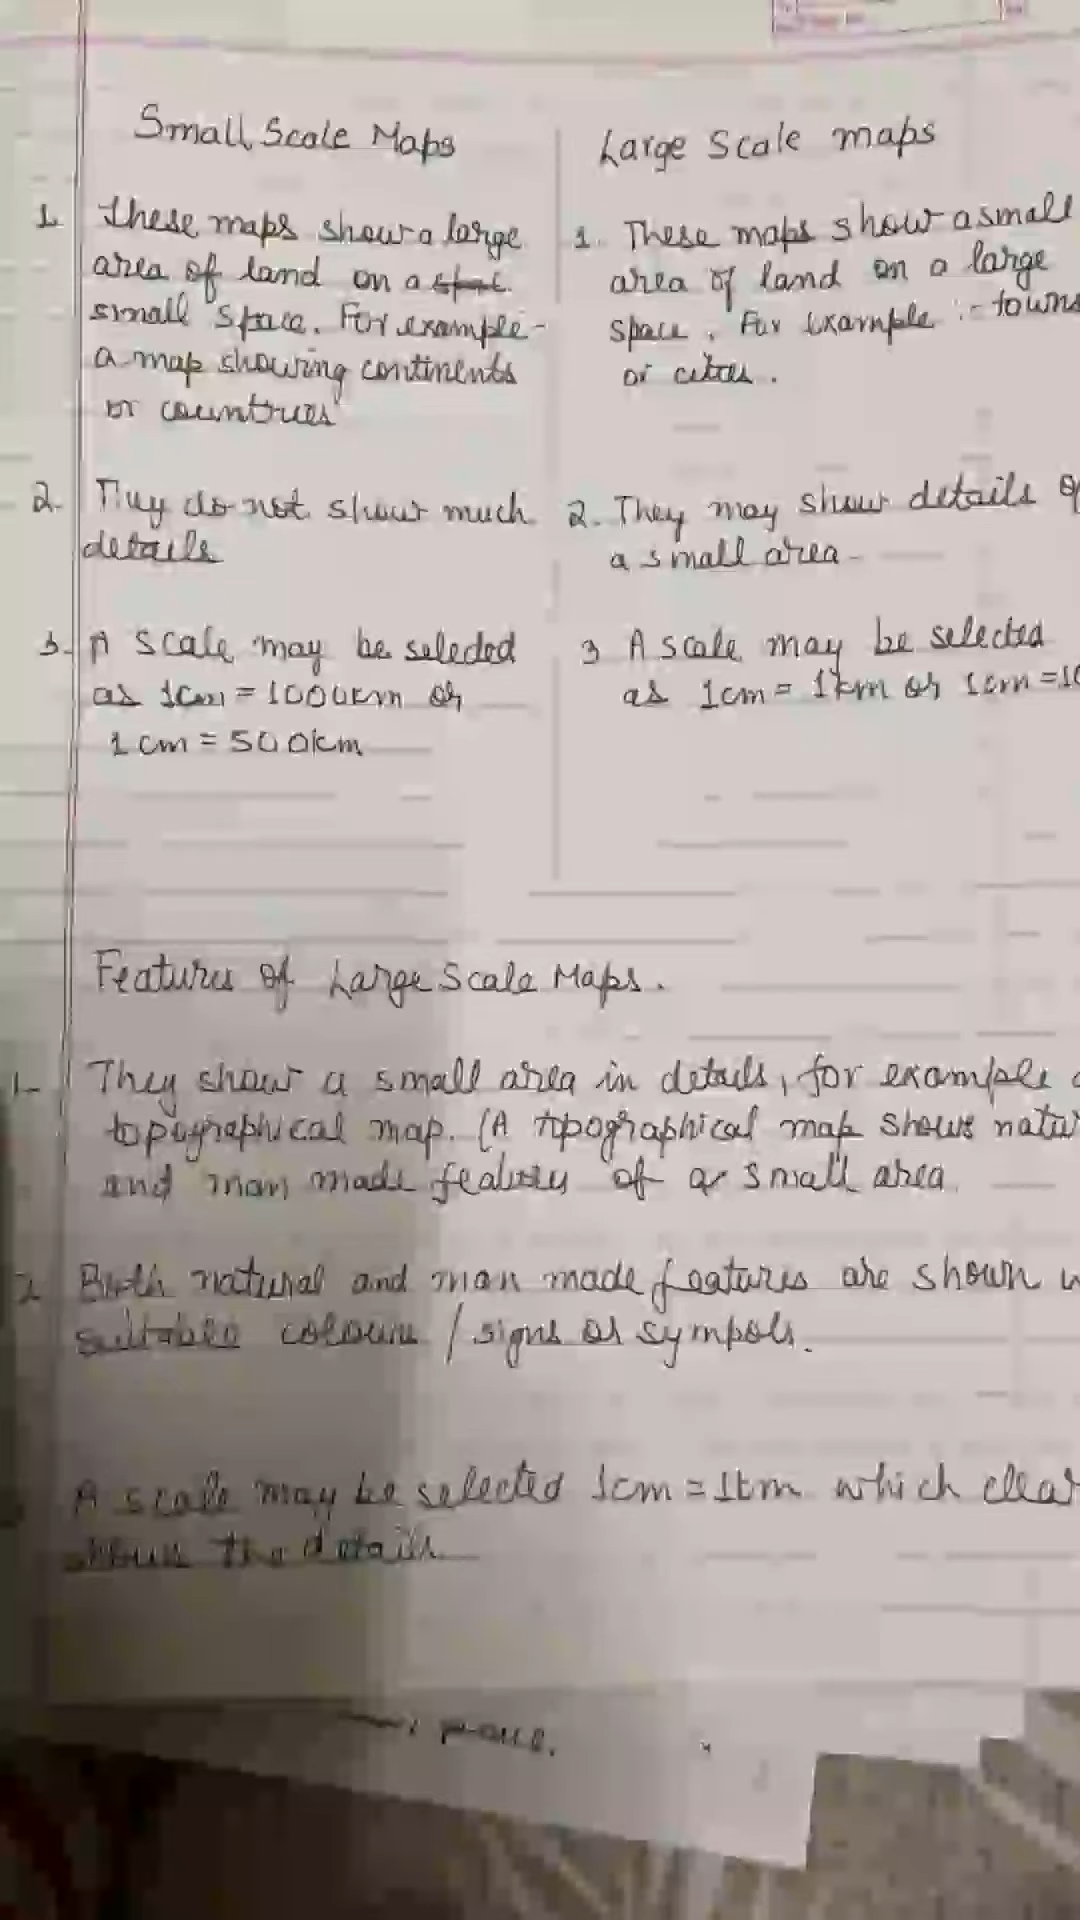 Small Scale Maps
1. These maps show a large
area of land on a
small space. For example -
a map showing continents
or countries
2. They do not show much
details
3. A scale may be selected
as 1cm = 1000km or
1 cm = 500km
Large Scale maps
1. These maps show a small
area of land on a large
space. For example :- towns
or cities.
2. They may show details of
a small area -
3 A scale may be selected
as 1cm = 1km or 1cm = 10
Features of Large Scale Maps.
1- They show a small area in details, for example a
topographical map. (A topographical map shows natur
and man made features of a small area.
2 Both natural and man made features are shown w
suitable colours / signs or symbols.
A scale may be selected 1cm = 1km which clear
shows the details